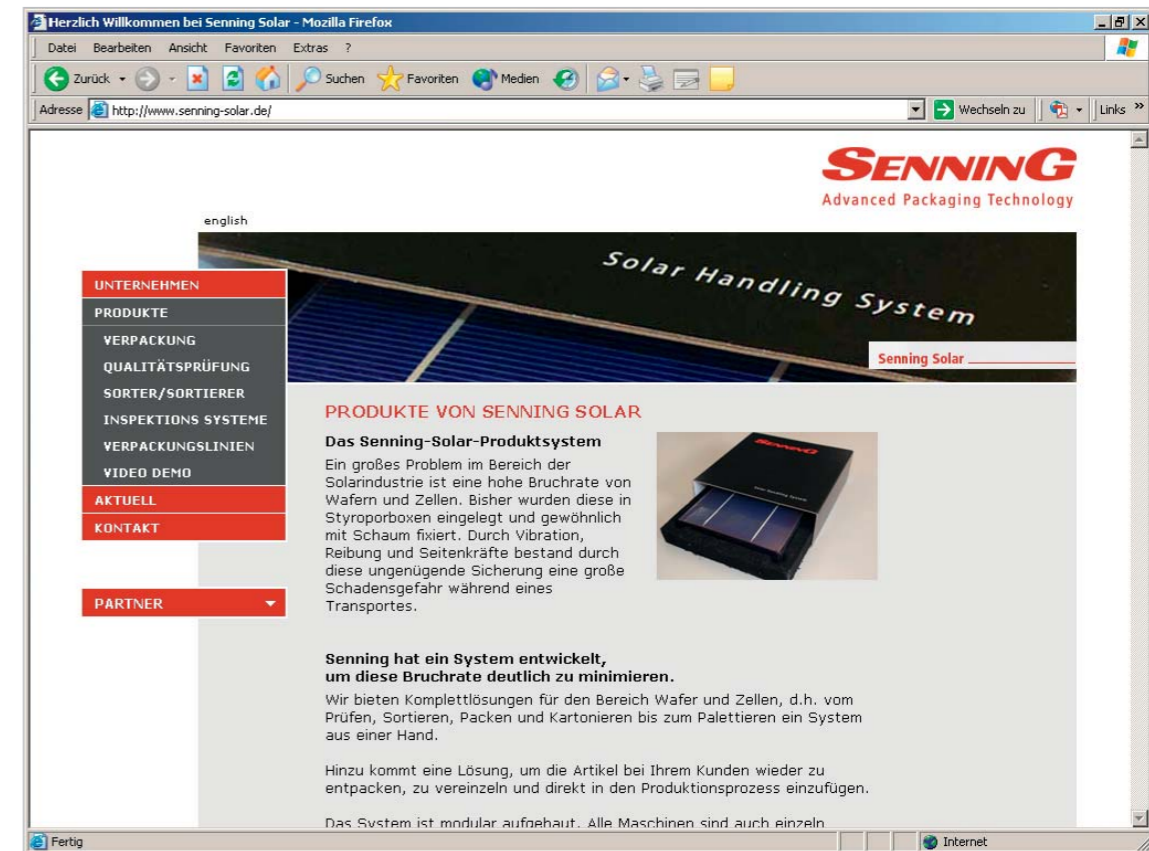 Herzlich Willkommen bei Senning Solar - Mozilla Firefox
Datei Bearbeiten Ansicht Favoriten Extras ?
Zurück Suchen Favoriten Medien
Adresse http://www.senning-solar.de/ Wechseln zu Links »
SENNING
Advanced Packaging Technology
english
Solar Handling System
Senning Solar
UNTERNEHMEN
PRODUKTE
VERPACKUNG
QUALITÄTSPRÜFUNG
SORTER/SORTIERER
INSPEKTIONS SYSTEME
VERPACKUNGSLINIEN
VIDEO DEMO
AKTUELL
KONTAKT
PARTNER
PRODUKTE VON SENNING SOLAR
Das Senning-Solar-Produktsystem
Ein großes Problem im Bereich der
Solarindustrie ist eine hohe Bruchrate von
Wafern und Zellen. Bisher wurden diese in
Styroporboxen eingelegt und gewöhnlich
mit Schaum fixiert. Durch Vibration,
Reibung und Seitenkräfte bestand durch
diese ungenügende Sicherung eine große
Schadensgefahr während eines
Transportes.
SENNING
Solar Handling System
Senning hat ein System entwickelt,
um diese Bruchrate deutlich zu minimieren.
Wir bieten Komplettlösungen für den Bereich Wafer und Zellen, d.h. vom
Prüfen, Sortieren, Packen und Kartonieren bis zum Palettieren ein System
aus einer Hand.
Hinzu kommt eine Lösung, um die Artikel bei Ihrem Kunden wieder zu
entpacken, zu vereinzeln und direkt in den Produktionsprozess einzufügen.
Das System ist modular aufgebaut. Alle Maschinen sind auch einzeln
Fertig Internet